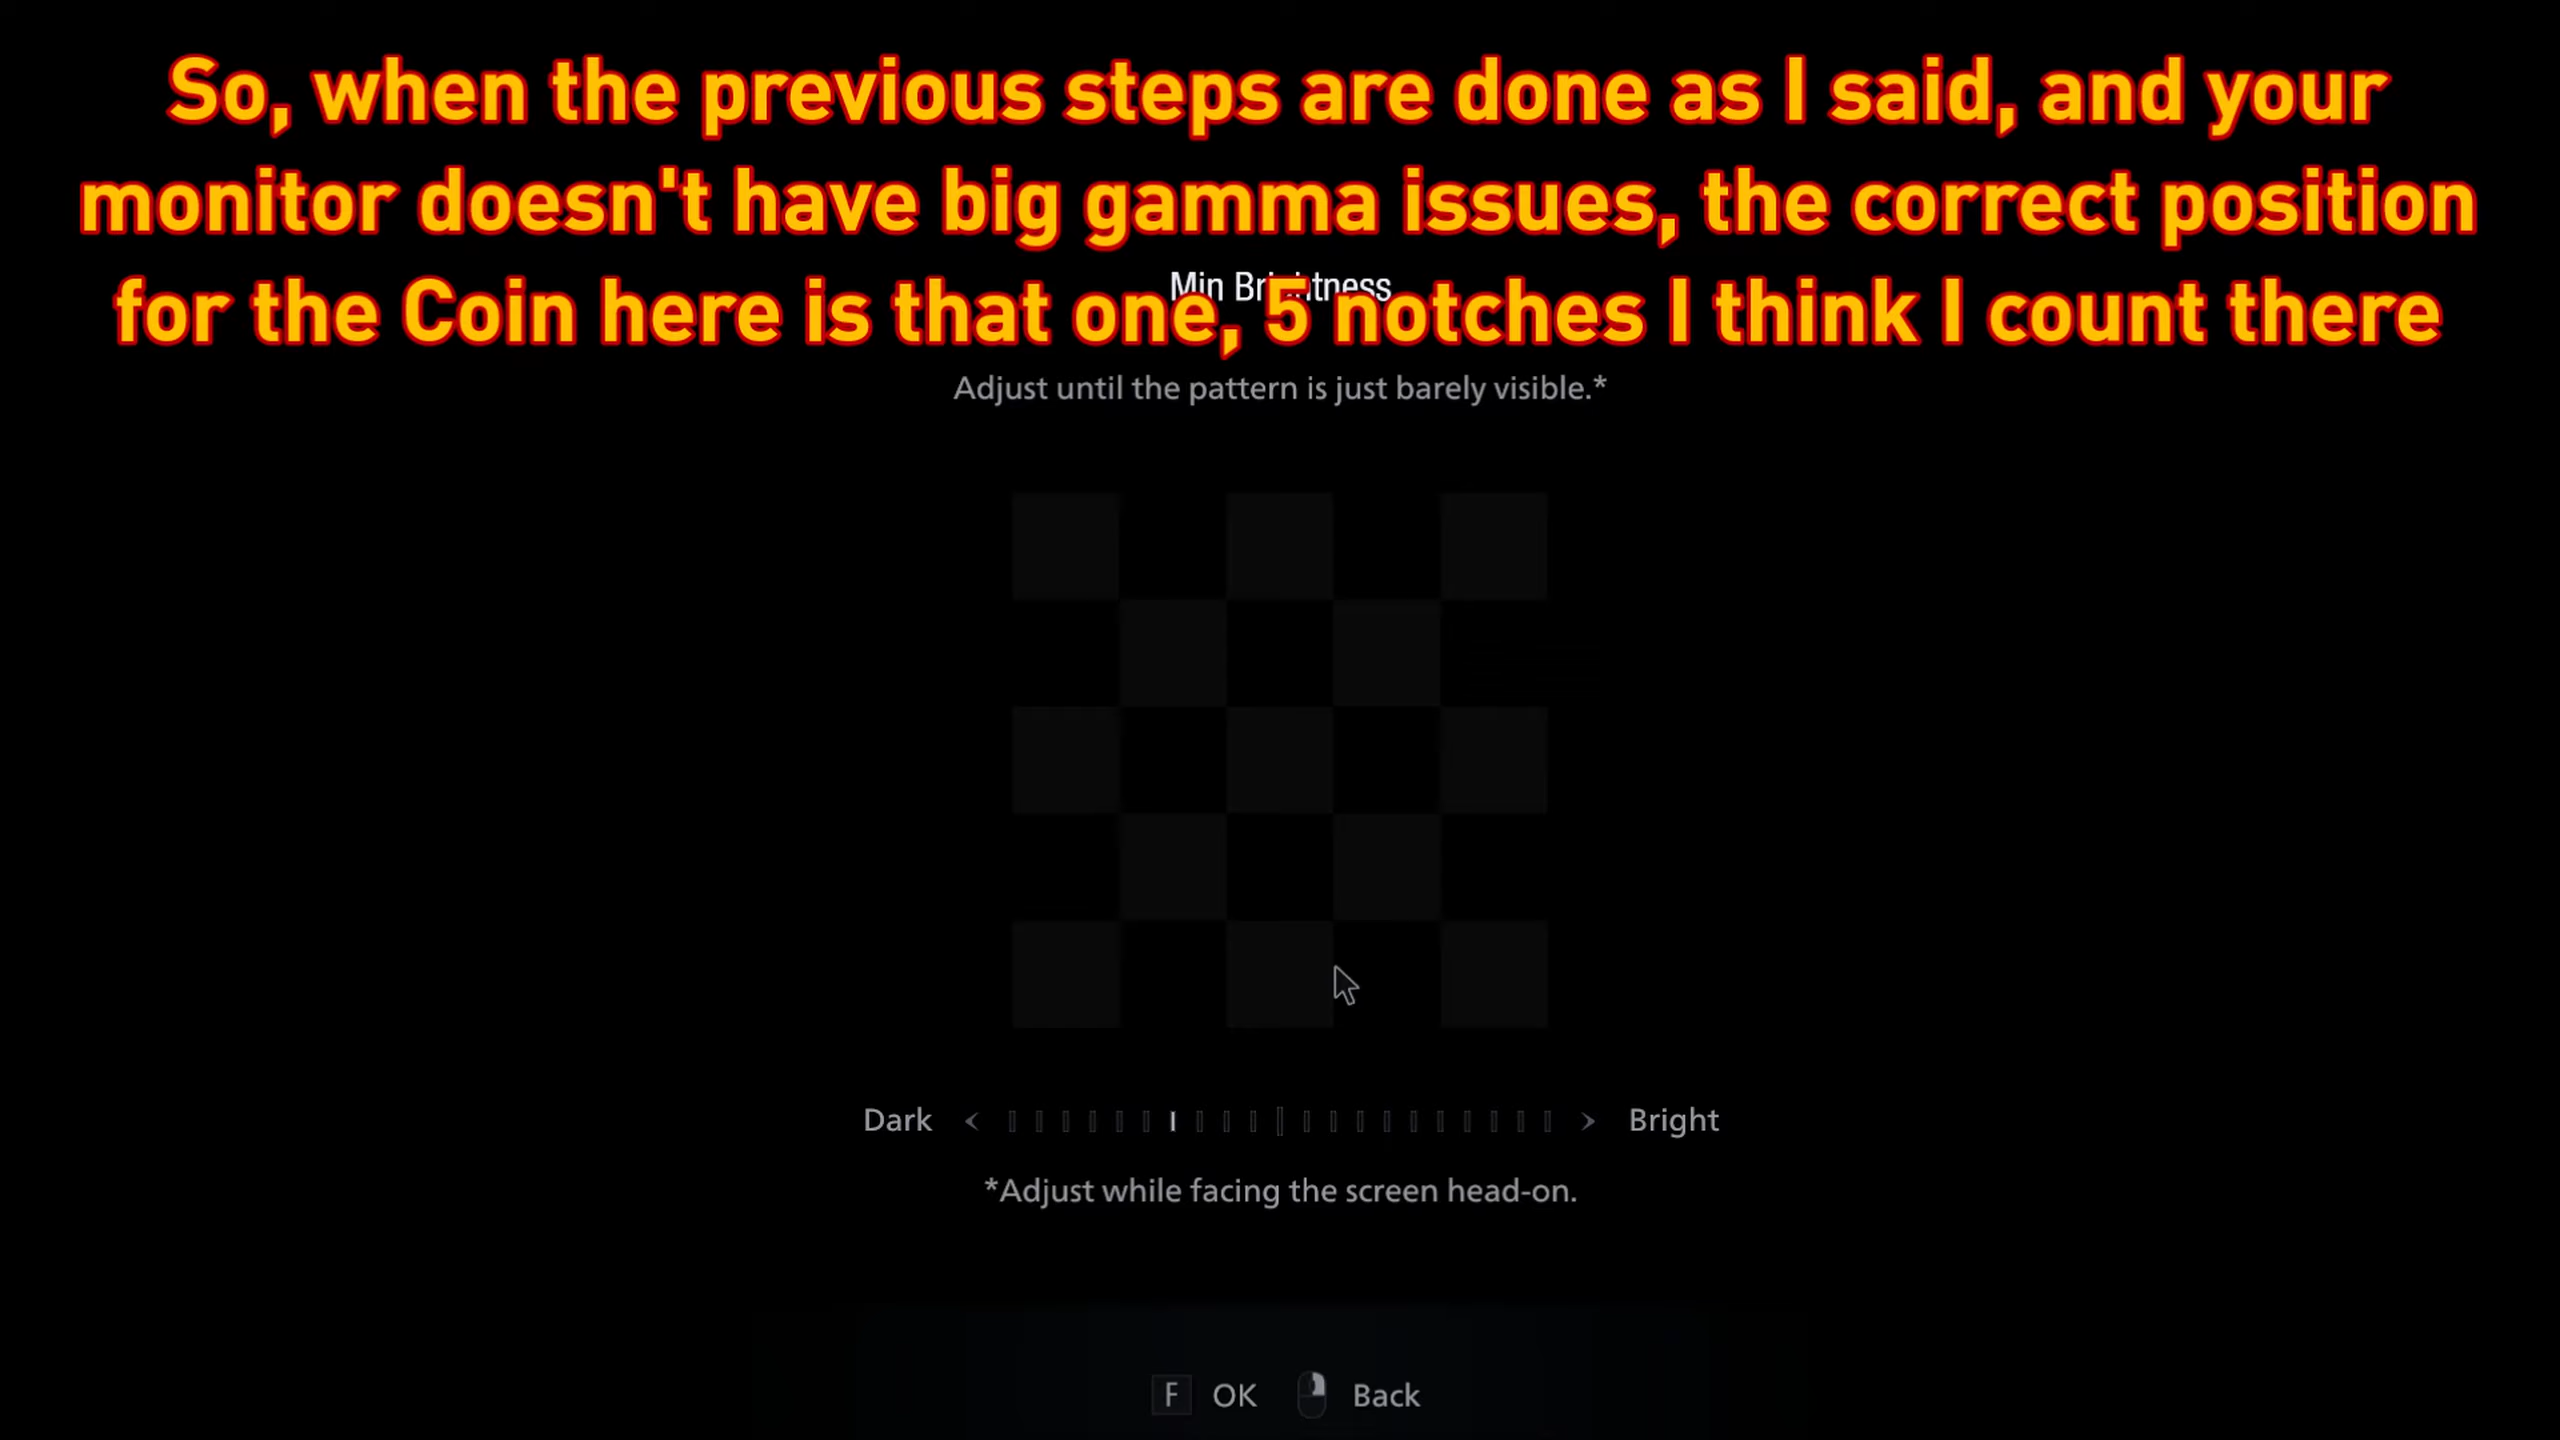 So, when the previous steps are done as I said, and your
monitor doesn't have big gamma issues, the correct position
Min Brightness
for the Coin here is that one, 5 notches I think I count there
Adjust until the pattern is just barely visible.*
Dark < > Bright
*Adjust while facing the screen head-on.
F OK Back